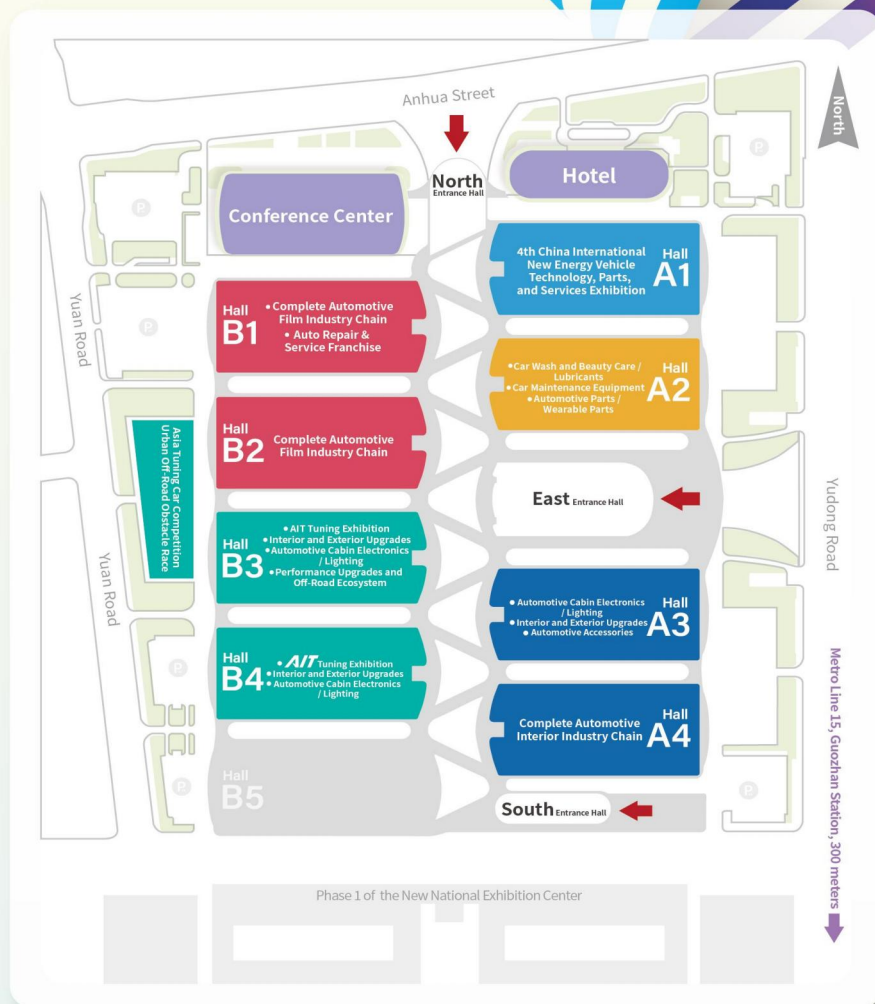 Anhua Street
North
North
Entrance Hall
Hotel
Conference Center
P
P
4th China International
New Energy Vehicle
Technology, Parts,
and Services Exhibition
Hall
A1
Hall
B1
• Complete Automotive
Film Industry Chain
• Auto Repair &
Service Franchise
P
Yuan Road
•Car Wash and Beauty Care /
Lubricants
•Car Maintenance Equipment
•Automotive Parts /
Wearable Parts
Hall
A2
Hall
B2
Complete Automotive
Film Industry Chain
Asia Tuning Car Competition
Urban Off-Road Obstacle Race
East Entrance Hall
Yudong Road
Hall
B3
• AIT Tuning Exhibition
•Interior and Exterior Upgrades
•Automotive Cabin Electronics
/ Lighting
•Performance Upgrades and
Off-Road Ecosystem
Yuan Road
• Automotive Cabin Electronics
/ Lighting
• Interior and Exterior Upgrades
• Automotive Accessories
Hall
A3
Hall
B4
• AIT Tuning Exhibition
•Interior and Exterior Upgrades
•Automotive Cabin Electronics
/ Lighting
P
Complete Automotive
Interior Industry Chain
Hall
A4
Metro Line 15, Guozhan Station, 300 meters
Hall
B5
P
P
South Entrance Hall
Phase 1 of the New National Exhibition Center